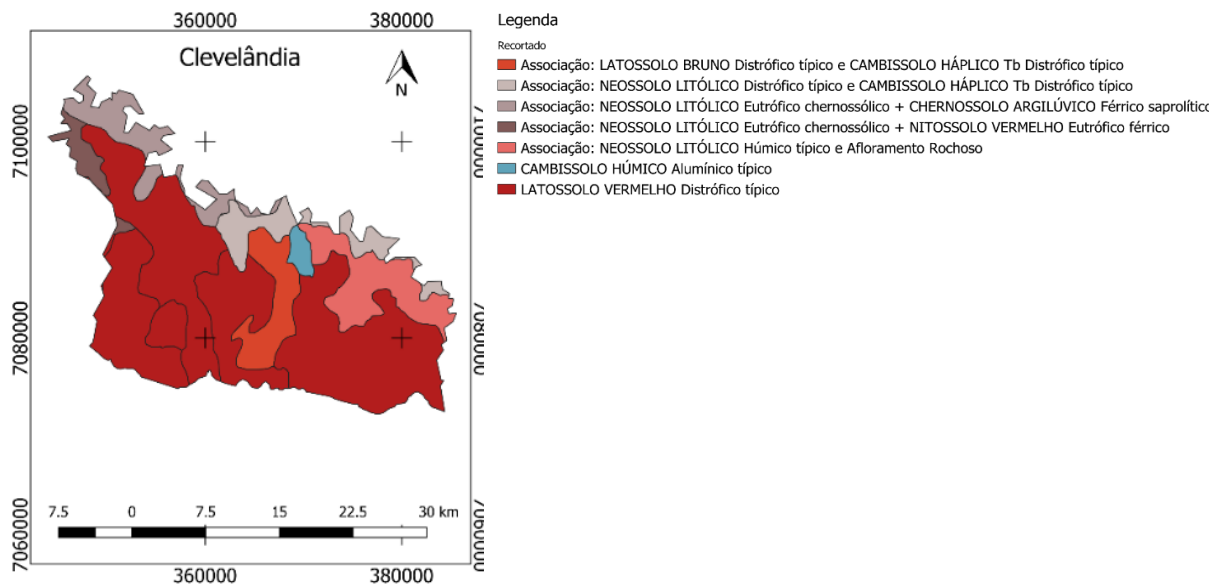 360000 380000
Clevelândia
N
7100000 7100000
7080000 7080000
7060000 7060000
7.5 0 7.5 15 22.5 30 km
360000 380000
Legenda
Recortado
Associação: LATOSSOLO BRUNO Distrófico típico e CAMBISSOLO HÁPLICO Tb Distrófico típico
Associação: NEOSSOLO LITÓLICO Distrófico típico e CAMBISSOLO HÁPLICO Tb Distrófico típico
Associação: NEOSSOLO LITÓLICO Eutrófico chernossólico + CHERNOSSOLO ARGILÚVICO Férrico saprolítico
Associação: NEOSSOLO LITÓLICO Eutrófico chernossólico + NITOSSOLO VERMELHO Eutrófico férrico
Associação: NEOSSOLO LITÓLICO Húmico típico e Afloramento Rochoso
CAMBISSOLO HÚMICO Alumínico típico
LATOSSOLO VERMELHO Distrófico típico